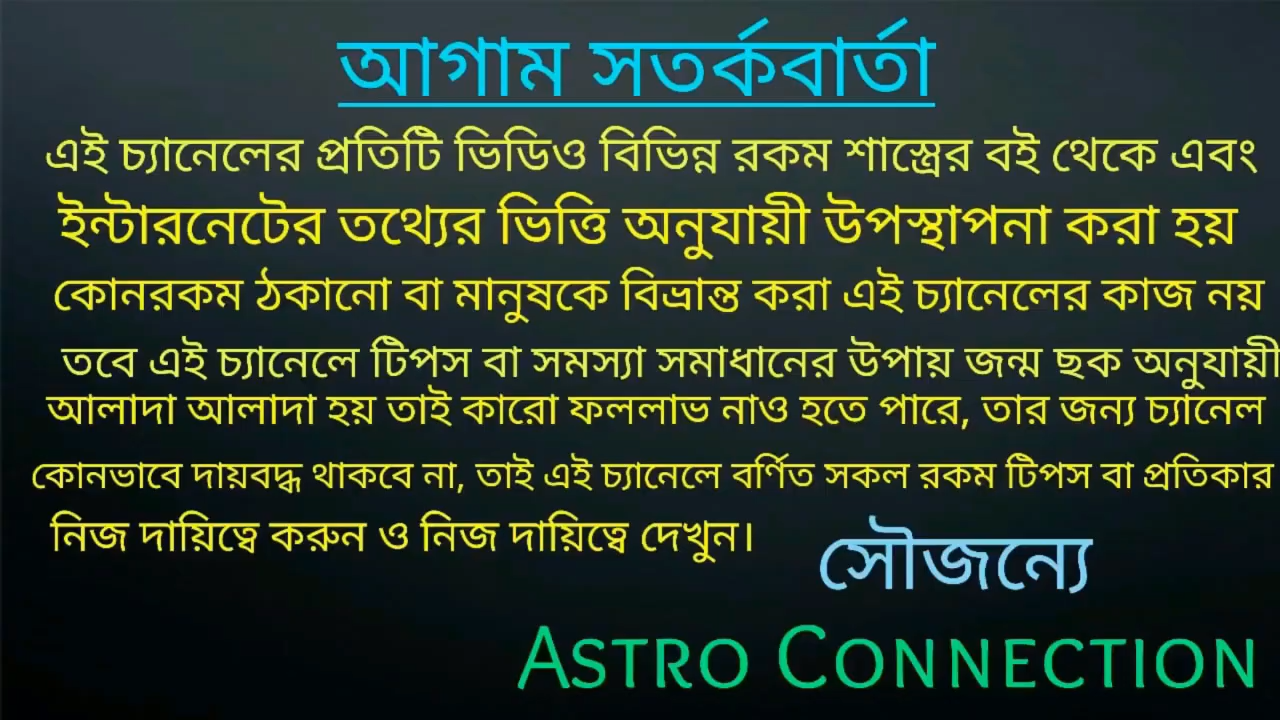 আগাম সতর্কবার্তা
এই চ্যানেলের প্রতিটি ভিডিও বিভিন্ন রকম শাস্ত্রের বই থেকে এবং
ইন্টারনেটের তথ্যের ভিত্তি অনুযায়ী উপস্থাপনা করা হয়
কোনরকম ঠকানো বা মানুষকে বিভ্রান্ত করা এই চ্যানেলের কাজ নয়
তবে এই চ্যানেলে টিপস বা সমস্যা সমাধানের উপায় জন্ম ছক অনুযায়ী
আলাদা আলাদা হয় তাই কারো ফললাভ নাও হতে পারে, তার জন্য চ্যানেল
কোনভাবে দায়বদ্ধ থাকবে না, তাই এই চ্যানেলে বর্ণিত সকল রকম টিপস বা প্রতিকার
নিজ দায়িত্বে করুন ও নিজ দায়িত্বে দেখুন।
সৌজন্যে
ASTRO CONNECTION